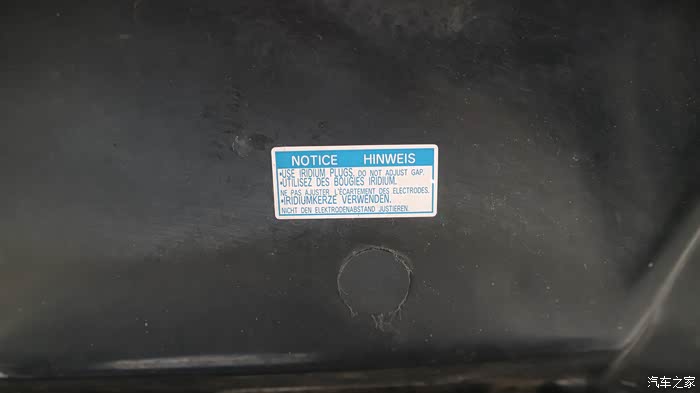 NOTICE HINWEIS
•USE IRIDIUM PLUGS. DO NOT ADJUST GAP.
•UTILISEZ DES BOUGIES IRIDIUM.
NE PAS AJUSTER L'ÉCARTEMENT DES ELECTRODES.
•IRIDIUMKERZE VERWENDEN.
NICHT DEN ELEKTRODENABSTAND JUSTIEREN.
汽车之家